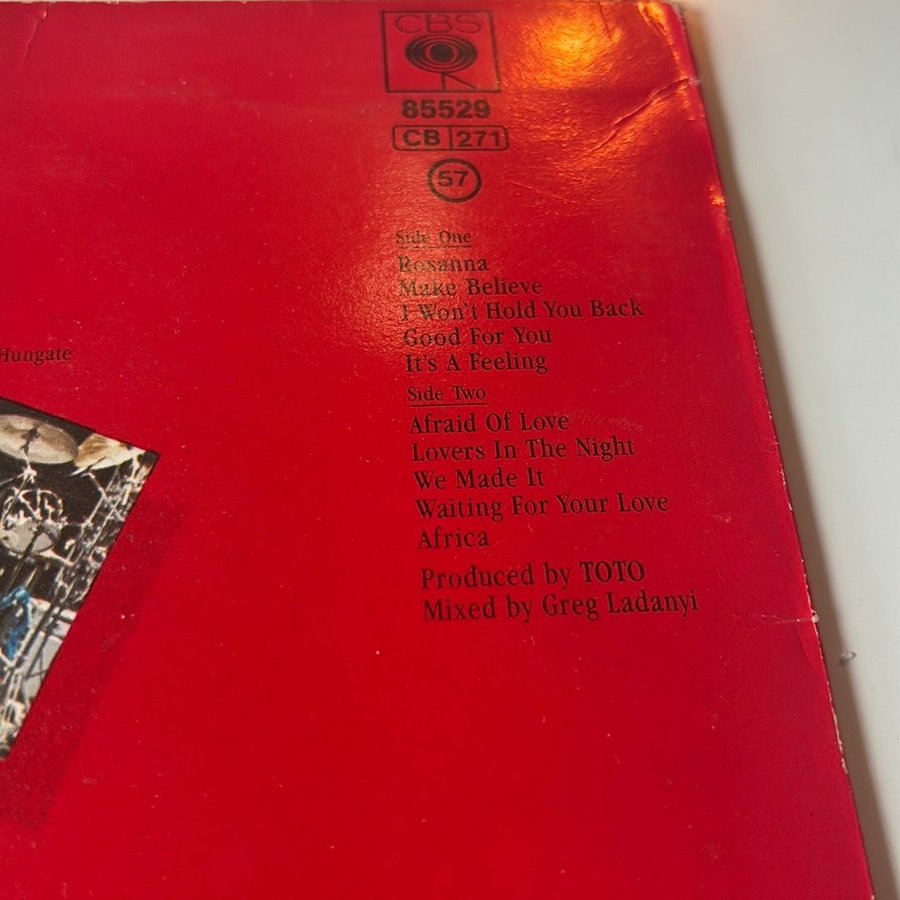 CBS
85529
CB 271
57
Side One
Rosanna
Make Believe
I Won't Hold You Back
Good For You
It's A Feeling
Hungate
Side Two
Afraid Of Love
Lovers In The Night
We Made It
Waiting For Your Love
Africa
Produced by TOTO
Mixed by Greg Ladanyi